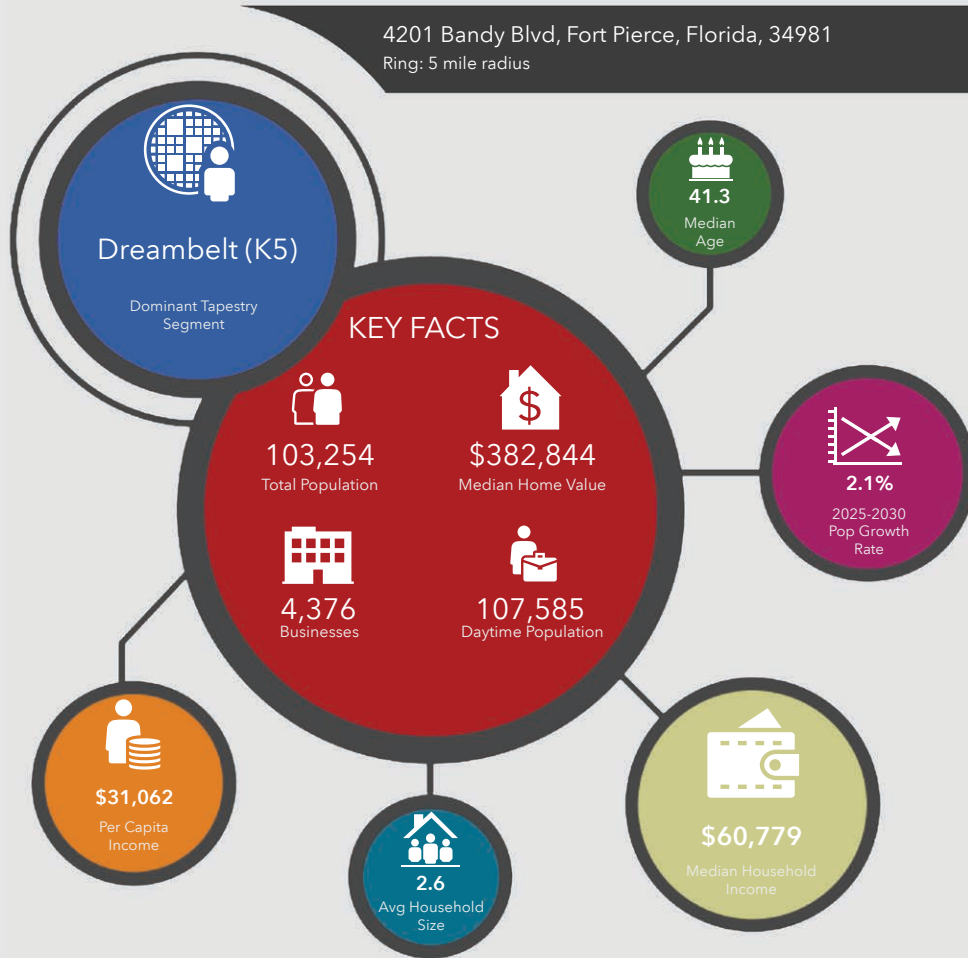 4201 Bandy Blvd, Fort Pierce, Florida, 34981
Ring: 5 mile radius
Dreambelt (K5)
Dominant Tapestry
Segment
41.3
Median
Age
KEY FACTS
$
103,254
Total Population
$382,844
Median Home Value
4,376
Businesses
107,585
Daytime Population
2.1%
2025-2030
Pop Growth
Rate
$31,062
Per Capita
Income
2.6
Avg Household
Size
$60,779
Median Household
Income